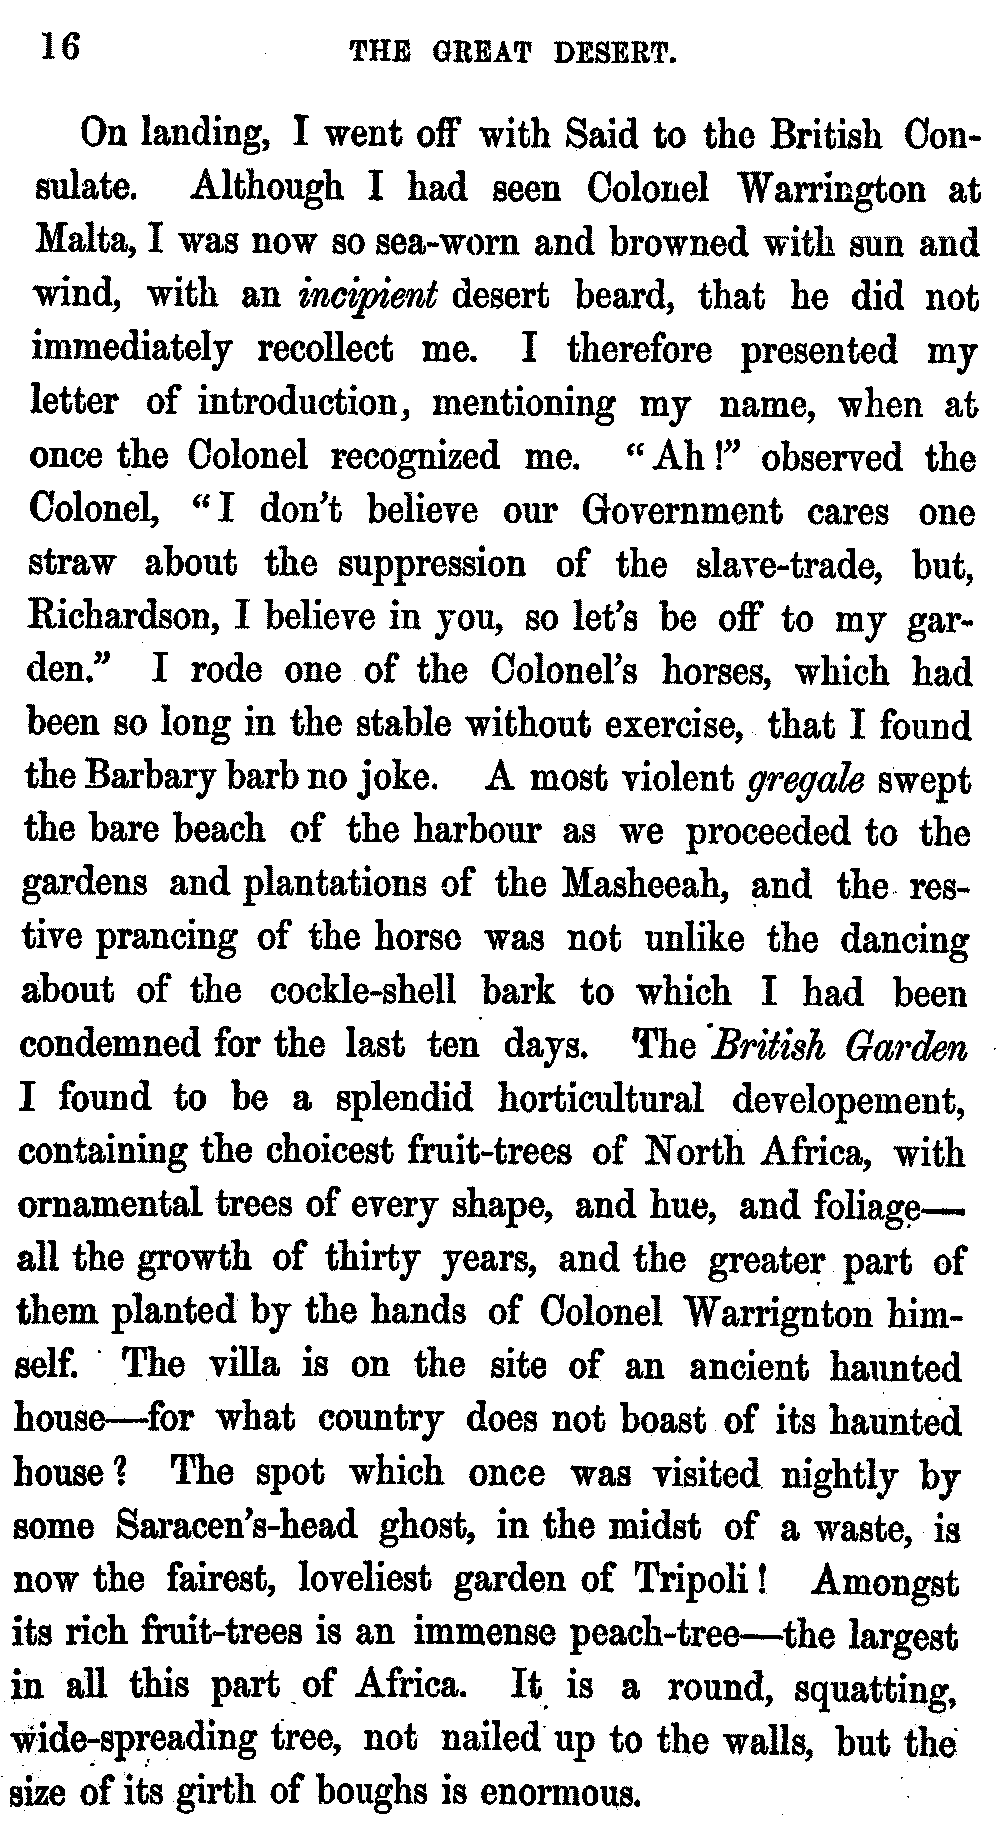 16 THE GREAT DESERT.
On landing, I went off with Said to the British Con-
sulate. Although I had seen Colonel Warrington at
Malta, I was now so sea-worn and browned with sun and
wind, with an incipient desert beard, that he did not
immediately recollect me. I therefore presented my
letter of introduction, mentioning my name, when at
once the Colonel recognized me. “Ah!” observed the
Colonel, “I don’t believe our Government cares one
straw about the suppression of the slave-trade, but,
Richardson, I believe in you, so let’s be off to my gar-
den.” I rode one of the Colonel’s horses, which had
been so long in the stable without exercise, that I found
the Barbary barb no joke. A most violent gregale swept
the bare beach of the harbour as we proceeded to the
gardens and plantations of the Masheeah, and the res-
tive prancing of the horse was not unlike the dancing
about of the cockle-shell bark to which I had been
condemned for the last ten days. The British Garden
I found to be a splendid horticultural developement,
containing the choicest fruit-trees of North Africa, with
ornamental trees of every shape, and hue, and foliage—
all the growth of thirty years, and the greater part of
them planted by the hands of Colonel Warrignton him-
self. The villa is on the site of an ancient haunted
house—for what country does not boast of its haunted
house? The spot which once was visited nightly by
some Saracen’s-head ghost, in the midst of a waste, is
now the fairest, loveliest garden of Tripoli! Amongst
its rich fruit-trees is an immense peach-tree—the largest
in all this part of Africa. It is a round, squatting,
wide-spreading tree, not nailed up to the walls, but the
size of its girth of boughs is enormous.